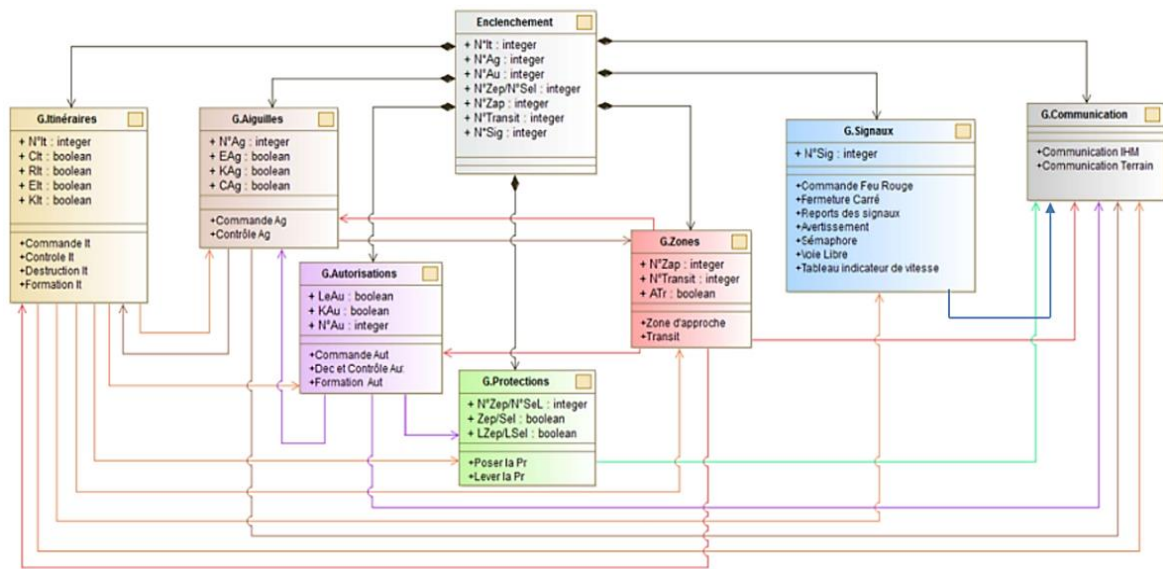 Enclenchement
+ N°It : integer
+ N°Ag : integer
+ N°Au : integer
+ N°Zep/N°Sel : integer
+ N°Zap : integer
+ N°Transit : integer
+ N°Sig : integer
G.Itinéraires
+ N°It : integer
+ CIt : boolean
+ RIt : boolean
+ EIt : boolean
+ KIt : boolean
+Commande It
+Controle It
+Destruction It
+Formation It
G.Aiguilles
+ N°Ag : integer
+ EAg : boolean
+ KAg : boolean
+ CAg : boolean
+Commande Ag
+Contrôle Ag
G.Autorisations
+ LeAu : boolean
+ KAu : boolean
+ N°Au : integer
+Commande Aut
+Dec et Contrôle Au:
+Formation Aut
G.Protections
+ N°Zep/N°SeL : integer
+ Zep/Sel : boolean
+ LZep/LSel : boolean
+Poser la Pr
+Lever la Pr
G.Zones
+ N°Zap : integer
+ N°Transit : integer
+ ATr : boolean
+Zone d'approche
+Transit
G.Signaux
+ N°Sig : integer
+Commande Feu Rouge
+Fermeture Carré
+Reports des signaux
+Avertissement
+Sémaphore
+Voie Libre
+Tableau indicateur de vitesse
G.Communication
+Communication IHM
+Communication Terrain